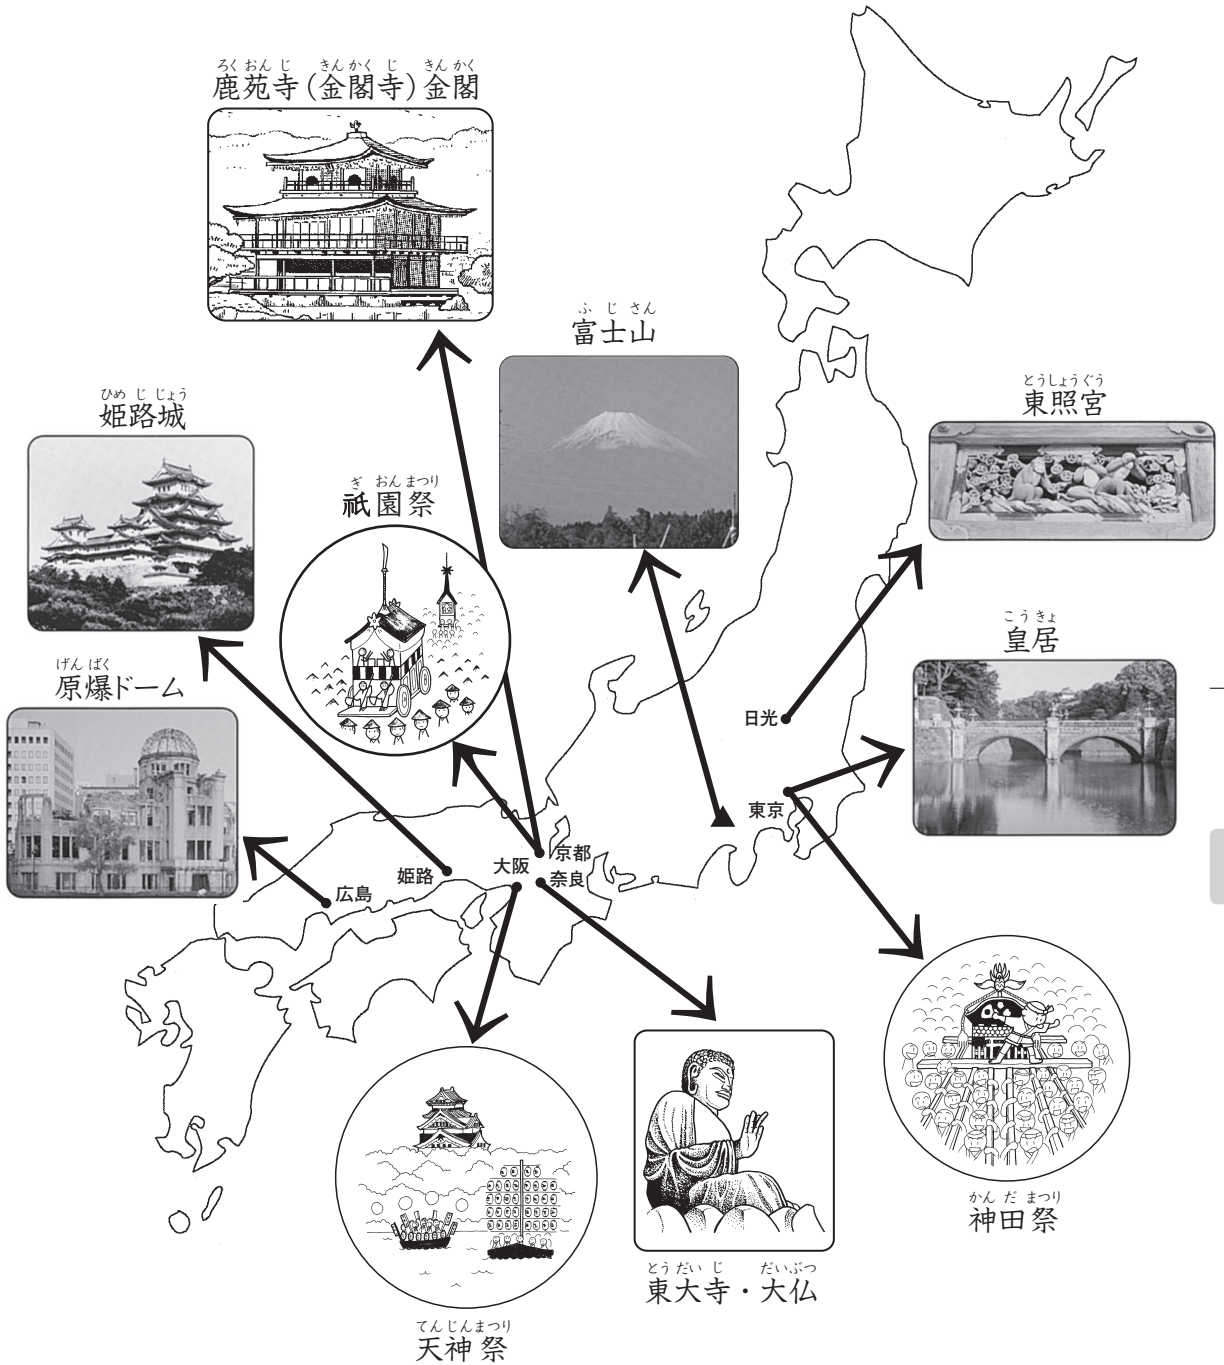 ろくおんじ きんかくじ きんかく
鹿苑寺(金閣寺)金閣
ふじさん
富士山
とうしょうぐう
東照宮
ひめじじょう
姫路城
ぎおんまつり
祇園祭
こうきょ
皇居
げんばく
原爆ドーム
日光
東京
京都
大阪
奈良
姫路
広島
かんだまつり
神田祭
とうだいじ だいぶつ
東大寺・大仏
てんじんまつり
天神祭